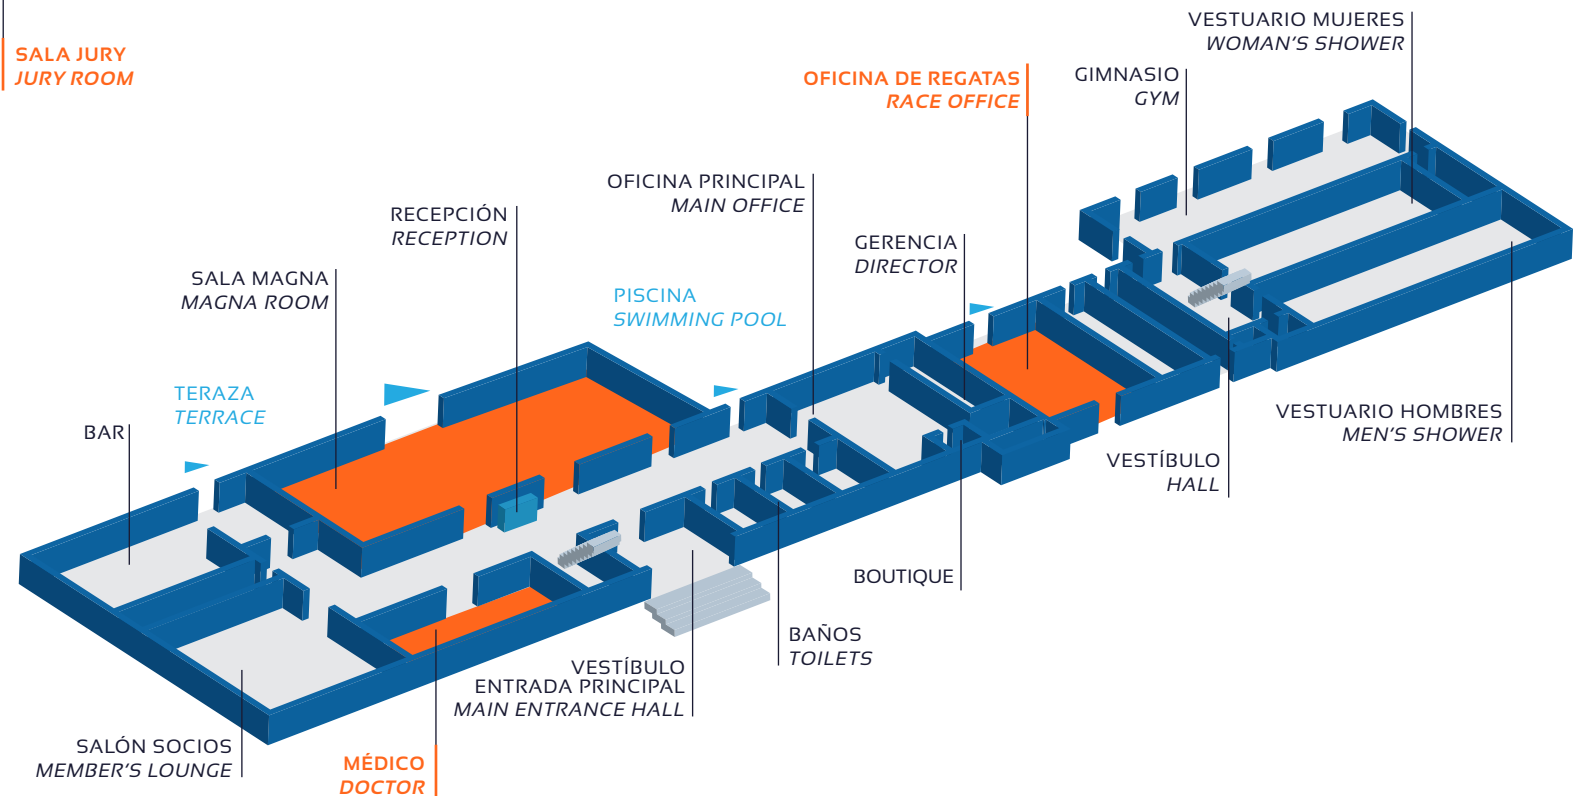 SALA JURY
JURY ROOM
VESTUARIO MUJERES
WOMAN'S SHOWER
OFICINA DE REGATAS
RACE OFFICE
GIMNASIO
GYM
OFICINA PRINCIPAL
MAIN OFFICE
RECEPCIÓN
RECEPTION
GERENCIA
DIRECTOR
SALA MAGNA
MAGNA ROOM
PISCINA
SWIMMING POOL
TERAZA
TERRACE
BAR
VESTUARIO HOMBRES
MEN'S SHOWER
VESTÍBULO
HALL
BOUTIQUE
BAÑOS
TOILETS
VESTÍBULO
ENTRADA PRINCIPAL
MAIN ENTRANCE HALL
SALÓN SOCIOS
MEMBER'S LOUNGE
MÉDICO
DOCTOR